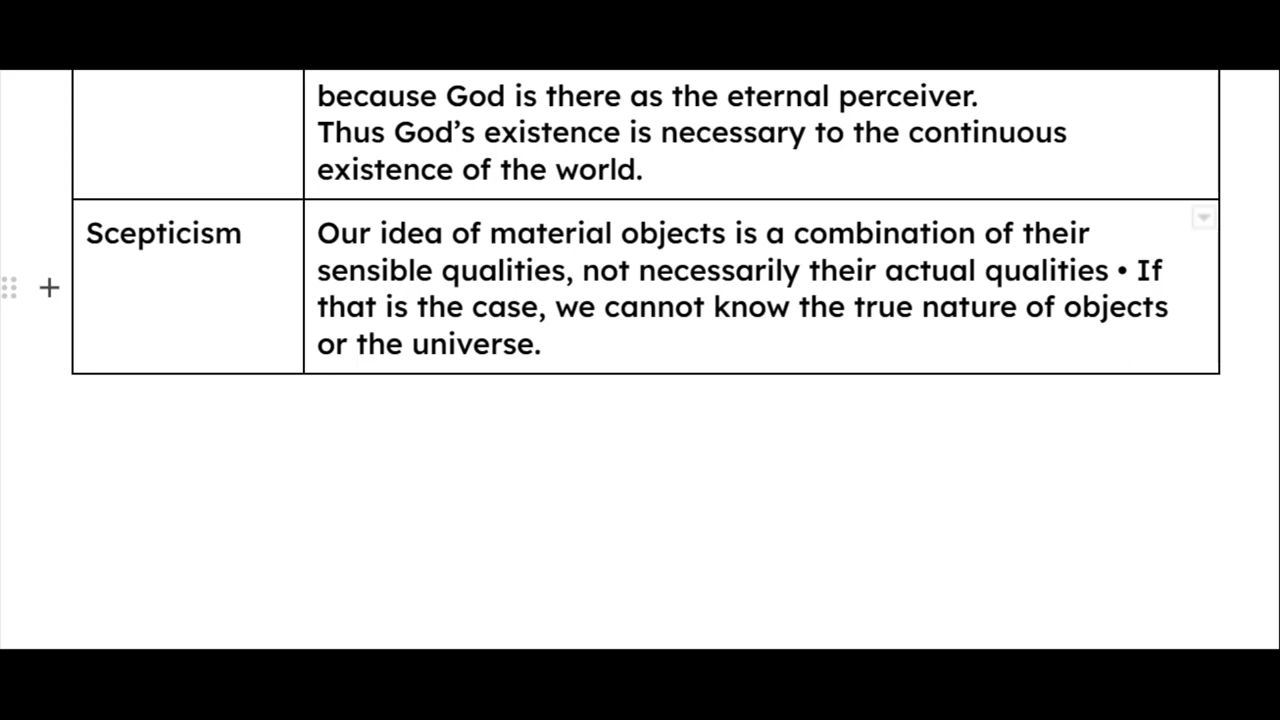 because God is there as the eternal perceiver.
Thus God’s existence is necessary to the continuous
existence of the world.
Scepticism
Our idea of material objects is a combination of their
sensible qualities, not necessarily their actual qualities • If
that is the case, we cannot know the true nature of objects
or the universe.